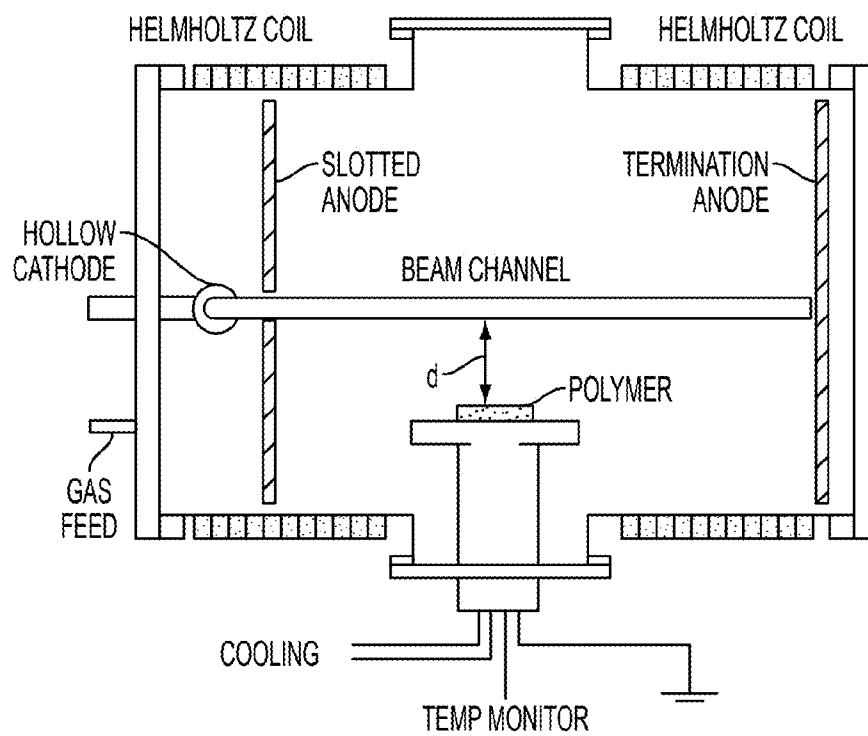 HELMHOLTZ COIL
HELMHOLTZ COIL
SLOTTED
ANODE
TERMINATION
ANODE
HOLLOW
CATHODE
BEAM CHANNEL
d
POLYMER
GAS
FEED
COOLING
TEMP MONITOR